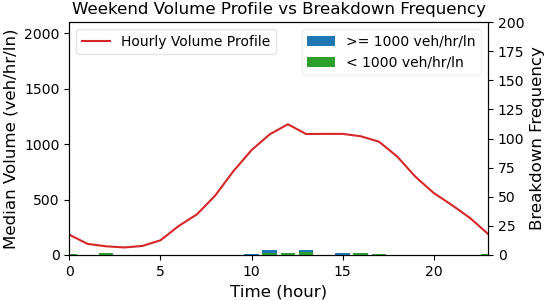 Weekend Volume Profile vs Breakdown Frequency
Hourly Volume Profile
>= 1000 veh/hr/ln
< 1000 veh/hr/ln
Median Volume (veh/hr/ln)
2000
1500
1000
500
0
Breakdown Frequency
200
175
150
125
100
75
50
25
0
0 5 10 15 20
Time (hour)